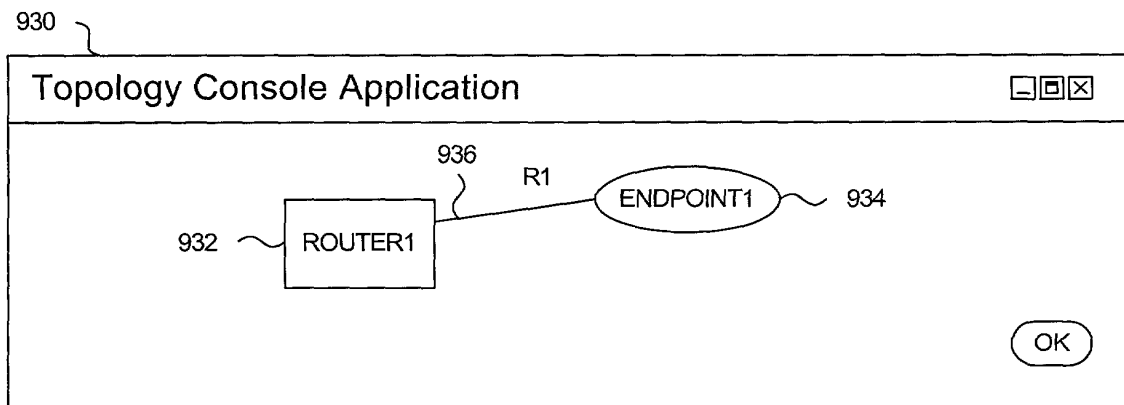 930
Topology Console Application
936
R1
ENDPOINT1
934
932
ROUTER1
OK